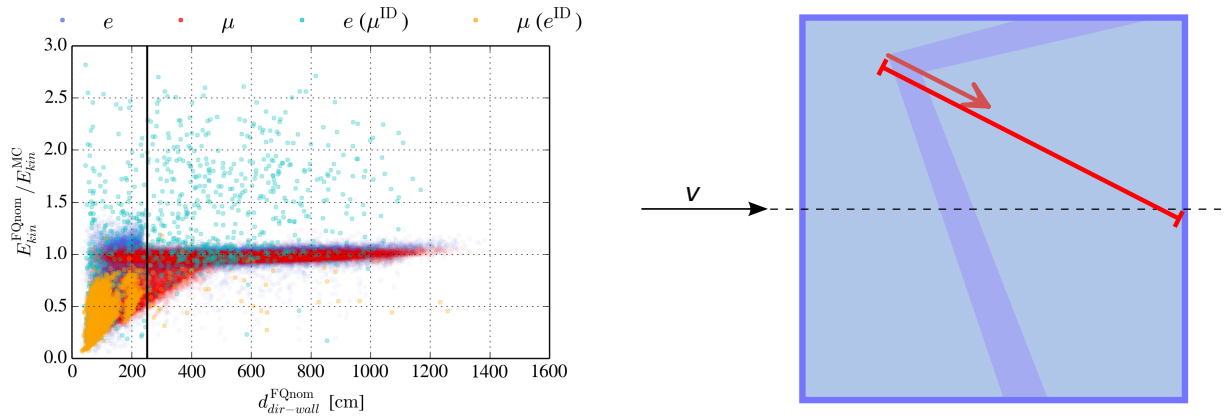 e μ e (μ^ID) μ (e^ID)
3.0
2.5
2.0
1.5
1.0
0.5
0.0
E_kin^FQnom / E_kin^MC
0 200 400 600 800 1000 1200 1400 1600
d_dir−wall^FQnom [cm]
v